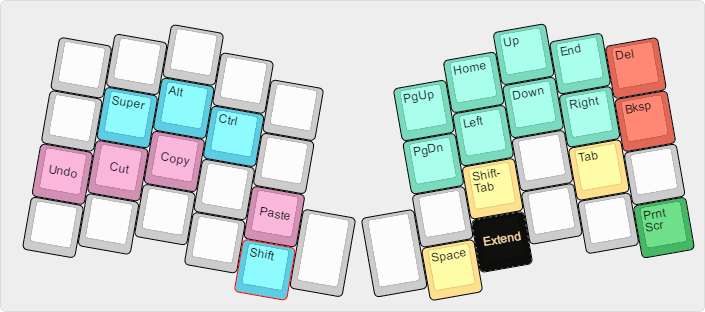 Super
Alt
Ctrl
Undo
Cut
Copy
Paste
Shift
PgUp
Home
Up
End
Del
PgDn
Left
Down
Right
Bksp
Shift-
Tab
Tab
Space
Extend
Prnt
Scr